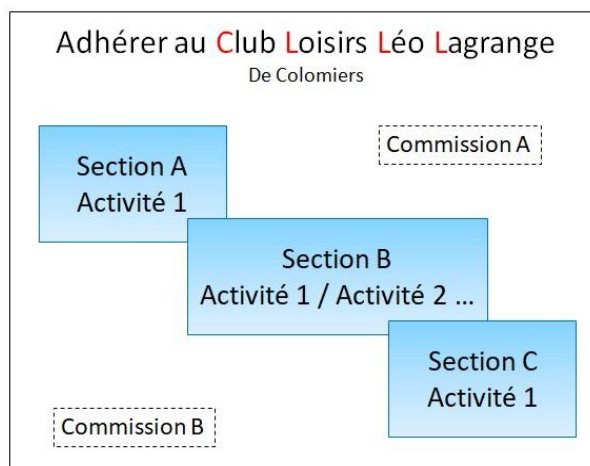 Adhérer au Club Loisirs Léo Lagrange
De Colomiers
Commission A
Section A
Activité 1
Section B
Activité 1 / Activité 2 ...
Section C
Activité 1
Commission B